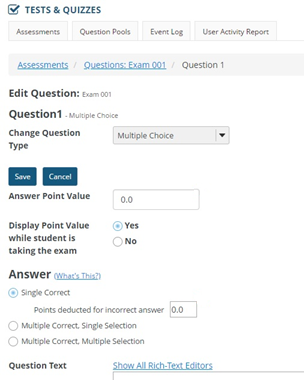 TESTS & QUIZZES
Assessments Question Pools Event Log User Activity Report
Assessments / Questions: Exam 001 / Question 1
Edit Question: Exam 001
Question1 - Multiple Choice
Change Question
Type
Multiple Choice
Save Cancel
Answer Point Value
0.0
Display Point Value
while student is
taking the exam
Yes
No
Answer (What's This?)
Single Correct
Points deducted for incorrect answer 0.0
Multiple Correct, Single Selection
Multiple Correct, Multiple Selection
Question Text Show All Rich-Text Editors